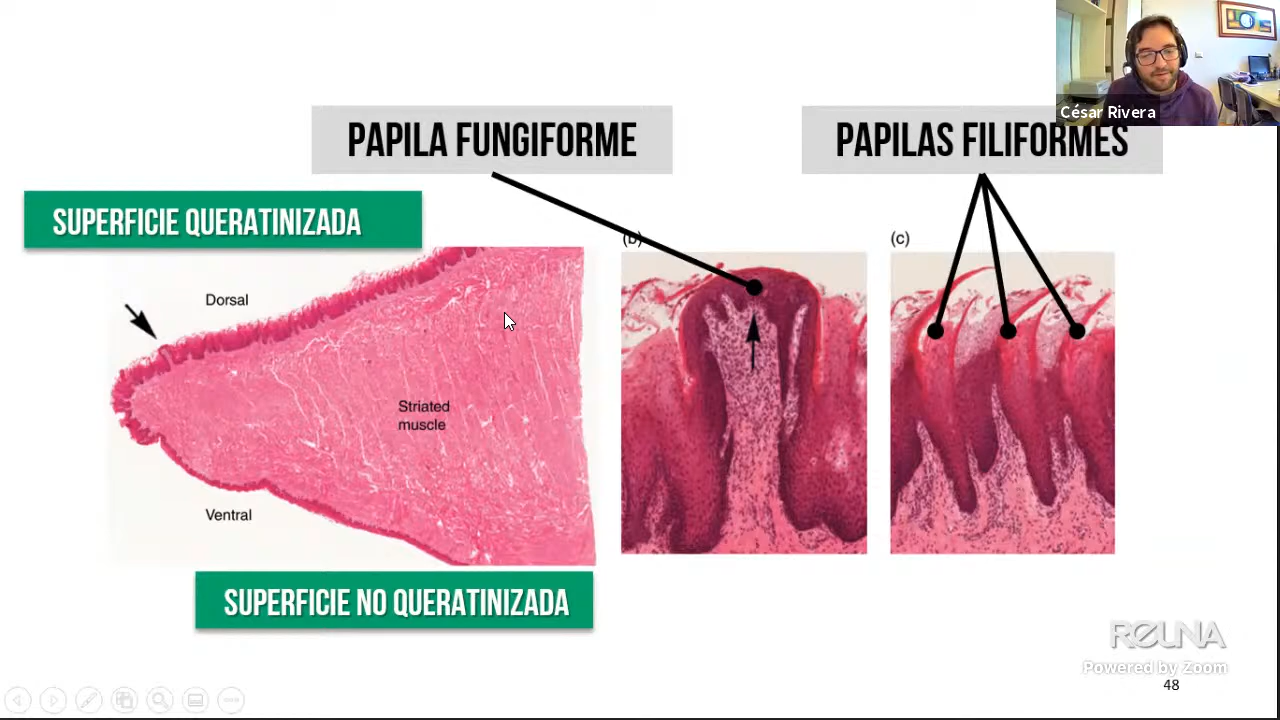 César Rivera
PAPILA FUNGIFORME
PAPILAS FILIFORMES
SUPERFICIE QUERATINIZADA
(b)
(c)
Dorsal
Striated
muscle
Ventral
SUPERFICIE NO QUERATINIZADA
REUNA
Powered by Zoom
48